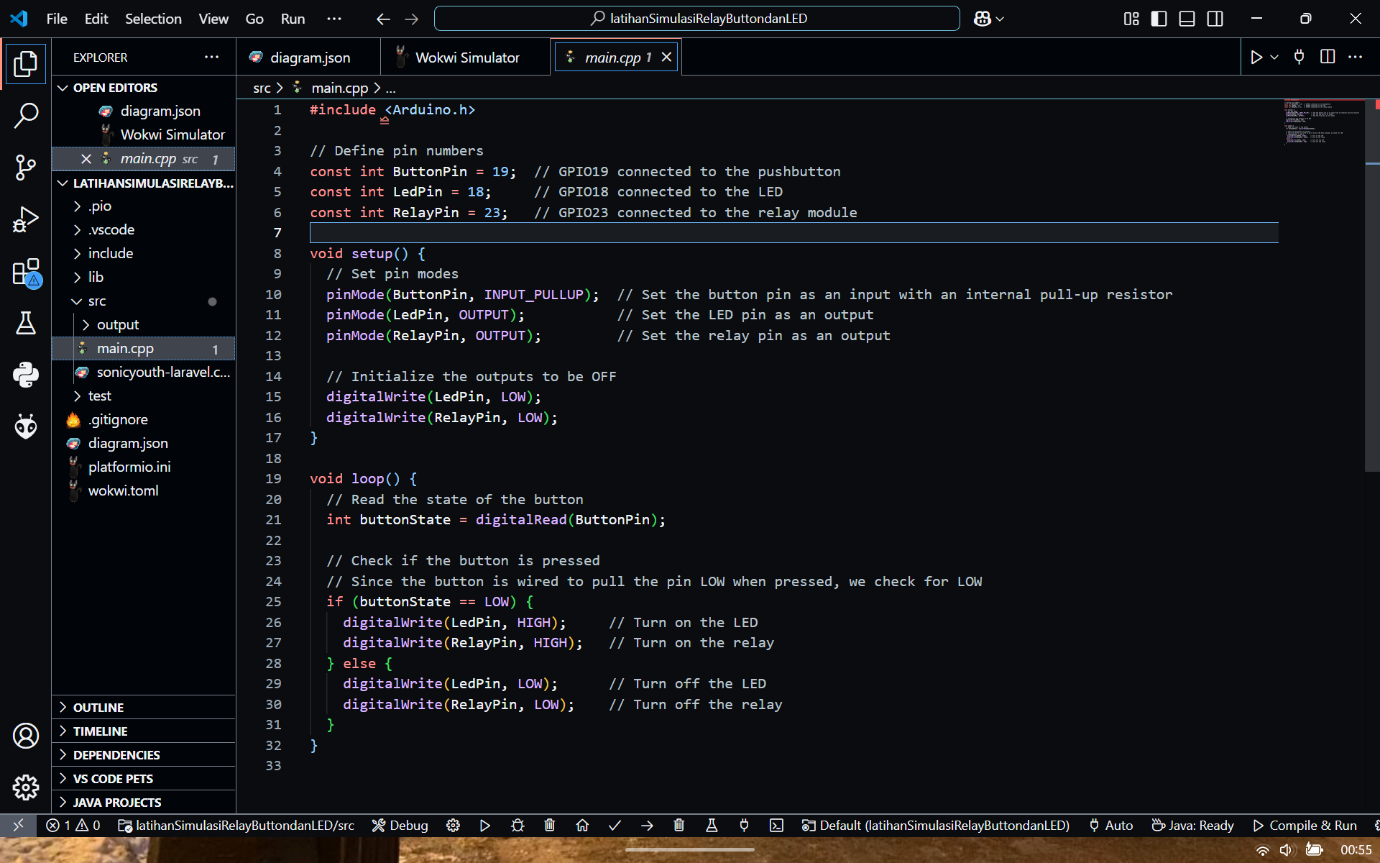 File Edit Selection View Go Run ...
latihanSimulasiRelayButtondanLED
EXPLORER
diagram.json
Wokwi Simulator
main.cpp 1
OPEN EDITORS
diagram.json
Wokwi Simulator
main.cpp src 1
LATIHANSIMULASIRELAYB...
.pio
.vscode
include
lib
src
output
main.cpp 1
sonicyouth-laravel.c...
test
.gitignore
diagram.json
platformio.ini
wokwi.toml
OUTLINE
TIMELINE
DEPENDENCIES
VS CODE PETS
JAVA PROJECTS
src > main.cpp > ...
1 #include <Arduino.h>
2
3 // Define pin numbers
4 const int ButtonPin = 19;  // GPIO19 connected to the pushbutton
5 const int LedPin = 18;     // GPIO18 connected to the LED
6 const int RelayPin = 23;   // GPIO23 connected to the relay module
7
8 void setup() {
9   // Set pin modes
10   pinMode(ButtonPin, INPUT_PULLUP);  // Set the button pin as an input with an internal pull-up resistor
11   pinMode(LedPin, OUTPUT);           // Set the LED pin as an output
12   pinMode(RelayPin, OUTPUT);         // Set the relay pin as an output
13
14   // Initialize the outputs to be OFF
15   digitalWrite(LedPin, LOW);
16   digitalWrite(RelayPin, LOW);
17 }
18
19 void loop() {
20   // Read the state of the button
21   int buttonState = digitalRead(ButtonPin);
22
23   // Check if the button is pressed
24   // Since the button is wired to pull the pin LOW when pressed, we check for LOW
25   if (buttonState == LOW) {
26     digitalWrite(LedPin, HIGH);     // Turn on the LED
27     digitalWrite(RelayPin, HIGH);   // Turn on the relay
28   } else {
29     digitalWrite(LedPin, LOW);      // Turn off the LED
30     digitalWrite(RelayPin, LOW);    // Turn off the relay
31   }
32 }
33
1 0 latihanSimulasiRelayButtondanLED/src Debug Default (latihanSimulasiRelayButtondanLED) Auto Java: Ready Compile & Run
00:55